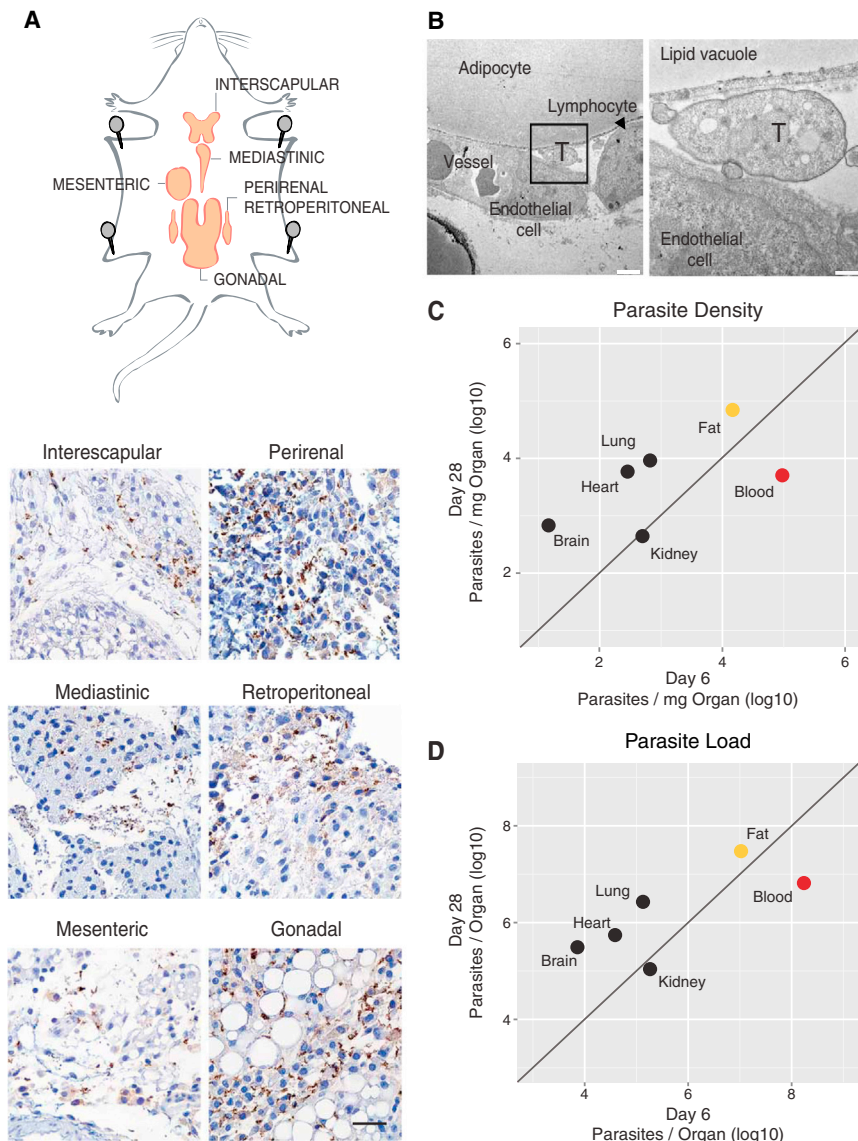 A
INTERSCAPULAR
MEDIASTINIC
MESENTERIC
PERIRENAL
RETROPERITONEAL
GONADAL
Interescapular
Perirenal
Mediastinic
Retroperitoneal
Mesenteric
Gonadal
B
Adipocyte
Lymphocyte
T
Vessel
Endothelial
cell
Lipid vacuole
T
Endothelial
cell
C
Parasite Density
6
4
2
Day 28
Parasites / mg Organ (log10)
Fat
Lung
Heart
Blood
Brain
Kidney
2
4
6
Day 6
Parasites / mg Organ (log10)
D
Parasite Load
8
6
4
Day 28
Parasites / Organ (log10)
Fat
Lung
Blood
Heart
Brain
Kidney
4
6
8
Day 6
Parasites / Organ (log10)